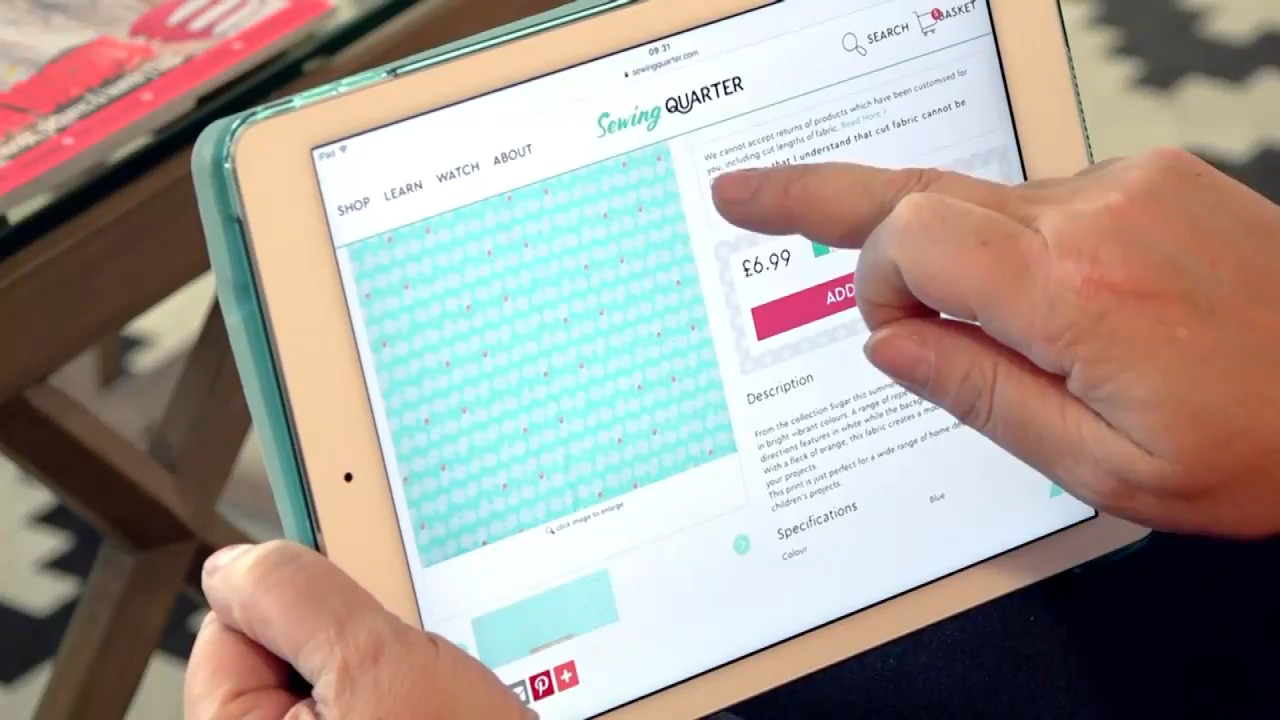 iPad
09:31
sewingquarter.com
Sewing QUARTER
SEARCH
BASKET
SHOP LEARN WATCH ABOUT
We cannot accept returns of products which have been customised for
you, including cut lengths of fabric. Read More
that I understand that cut fabric cannot be
£6.99
ADD
Description
From the collection Sugar this summe
in bright vibrant colours. A range of
directions features in white while the backg
With a fleck of orange, this fabric creates a mod
your projects.
This print is just perfect for a wide range of home de
children's projects.
click image to enlarge
Specifications
Colour Blue